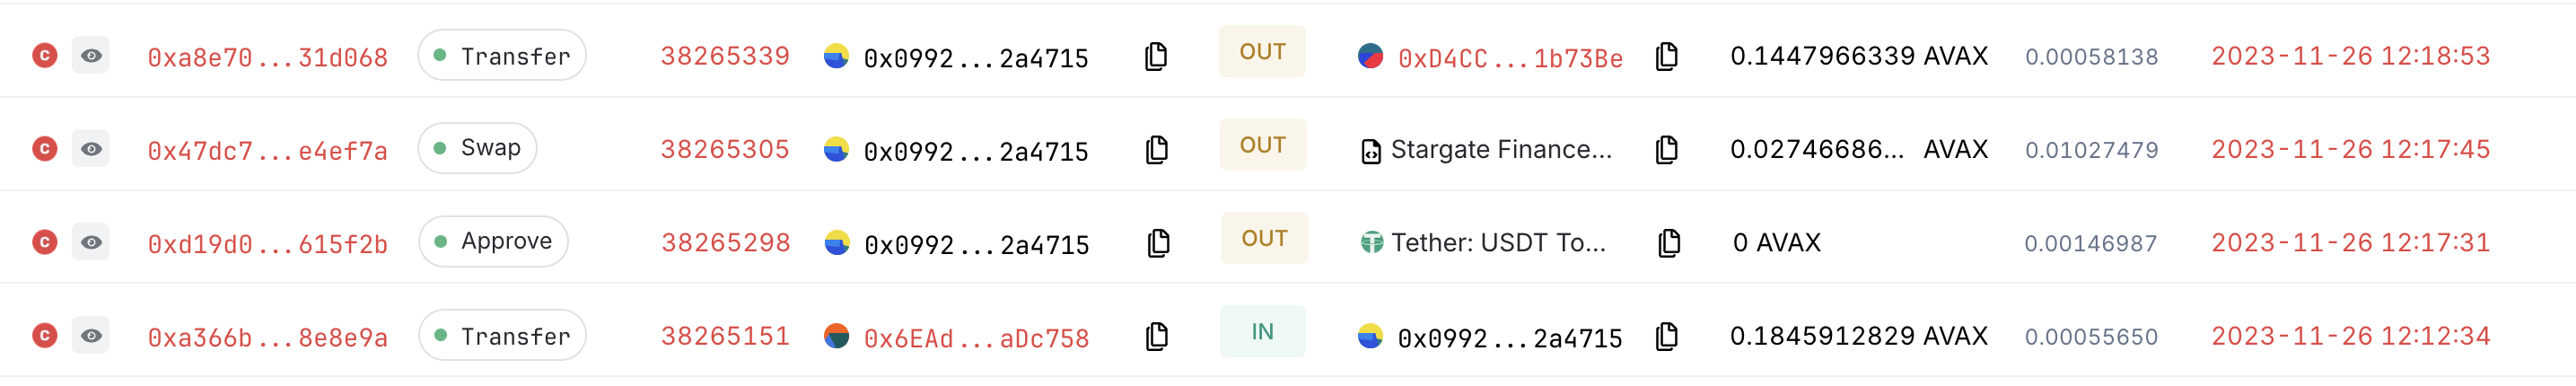 C 0xa8e70...31d068 Transfer 38265339 0x0992...2a4715 OUT 0xD4CC...1b73Be 0.1447966339 AVAX 0.00058138 2023-11-26 12:18:53
C 0x47dc7...e4ef7a Swap 38265305 0x0992...2a4715 OUT Stargate Finance... 0.02746686... AVAX 0.01027479 2023-11-26 12:17:45
C 0xd19d0...615f2b Approve 38265298 0x0992...2a4715 OUT Tether: USDT To... 0 AVAX 0.00146987 2023-11-26 12:17:31
C 0xa366b...8e8e9a Transfer 38265151 0x6EAd...aDc758 IN 0x0992...2a4715 0.1845912829 AVAX 0.00055650 2023-11-26 12:12:34